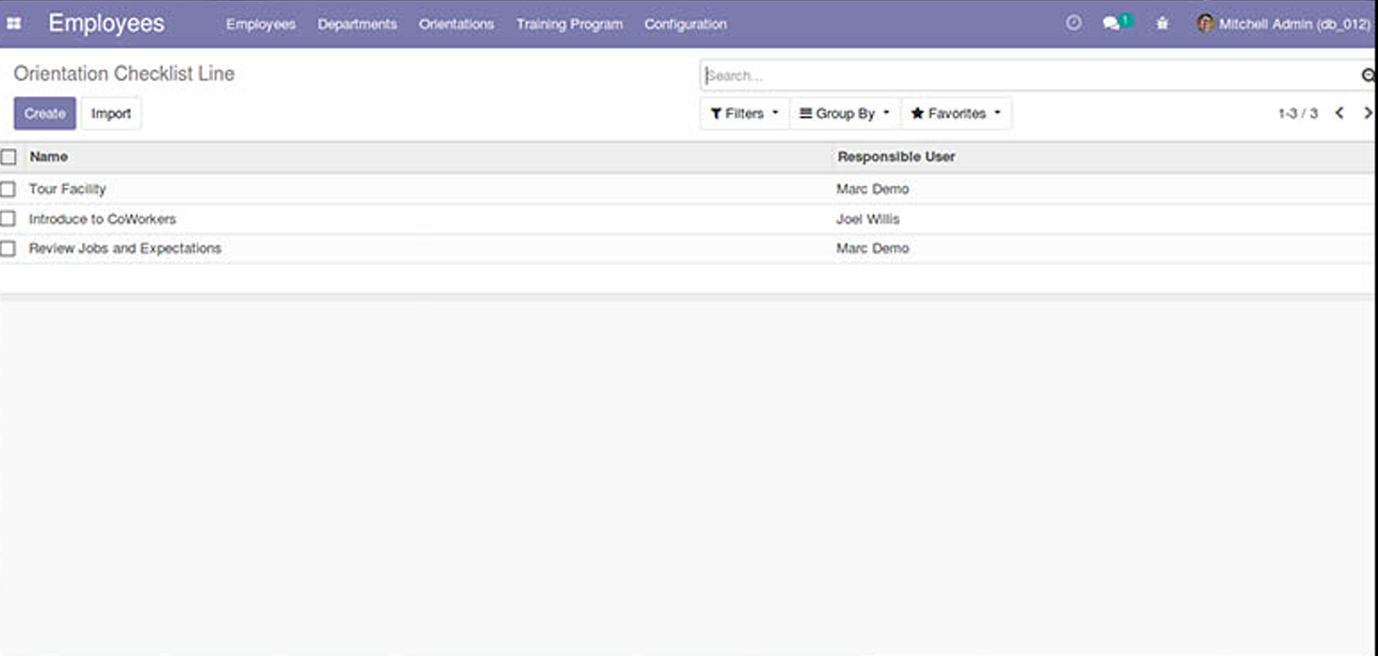 Employees Employees Departments Orientations Training Program Configuration 1 Mitchell Admin (db_012)
Orientation Checklist Line Search...
Create Import Filters Group By Favorites 1-3 / 3
Name Responsible User
Tour Facility Marc Demo
Introduce to CoWorkers Joel Willis
Review Jobs and Expectations Marc Demo